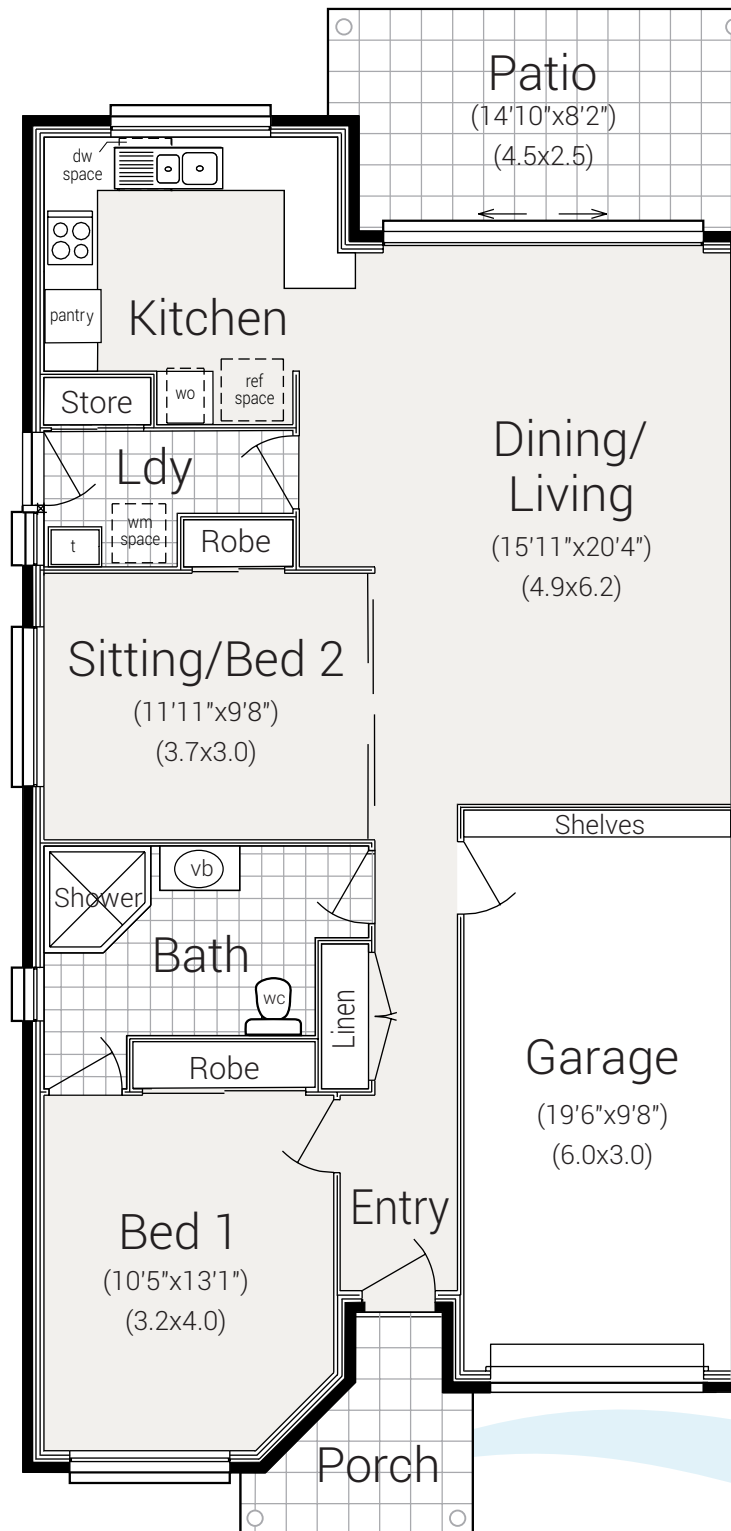 Patio
(14'10"x8'2")
(4.5x2.5)
dw
space
pantry
Kitchen
Store
wo
ref
space
Ldy
Dining/
Living
(15'11"x20'4")
(4.9x6.2)
t
wm
space
Robe
Sitting/Bed 2
(11'11"x9'8")
(3.7x3.0)
Shelves
Shower
vb
Bath
wc
Linen
Robe
Garage
(19'6"x9'8")
(6.0x3.0)
Entry
Bed 1
(10'5"x13'1")
(3.2x4.0)
Porch